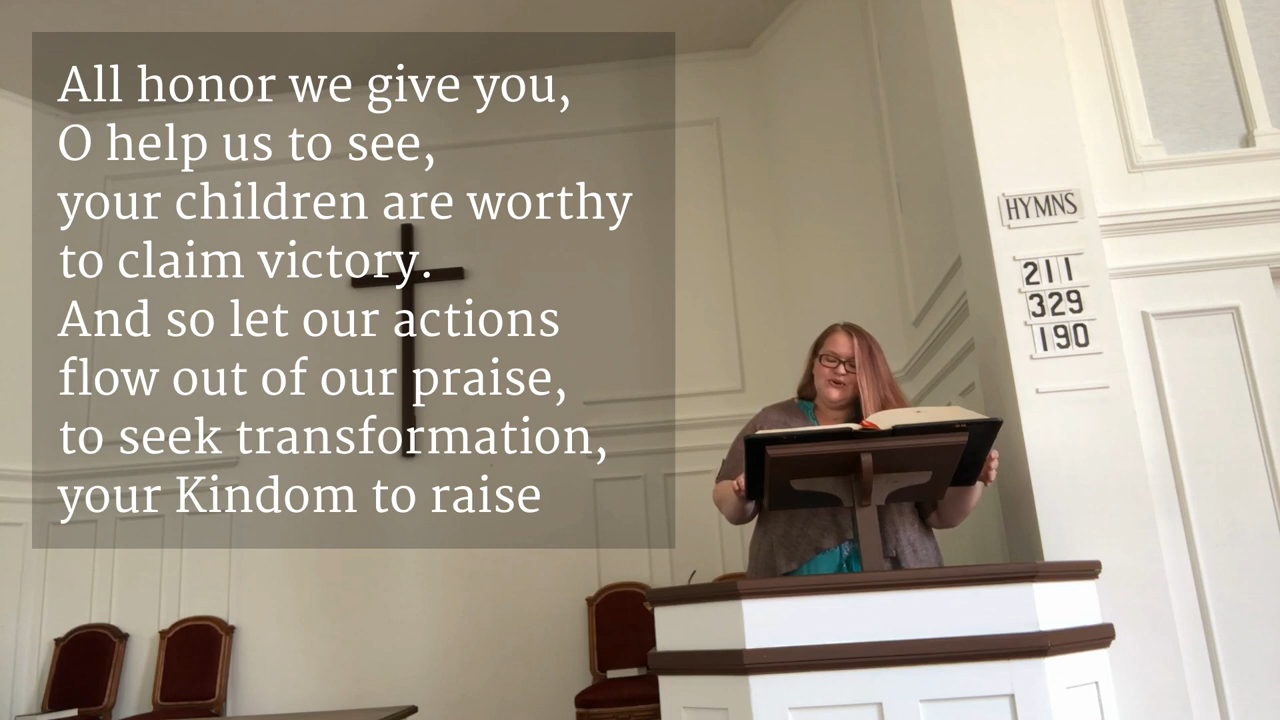 All honor we give you,
O help us to see,
your children are worthy
to claim victory.
And so let our actions
flow out of our praise,
to seek transformation,
your Kindom to raise
HYMNS
211
329
190